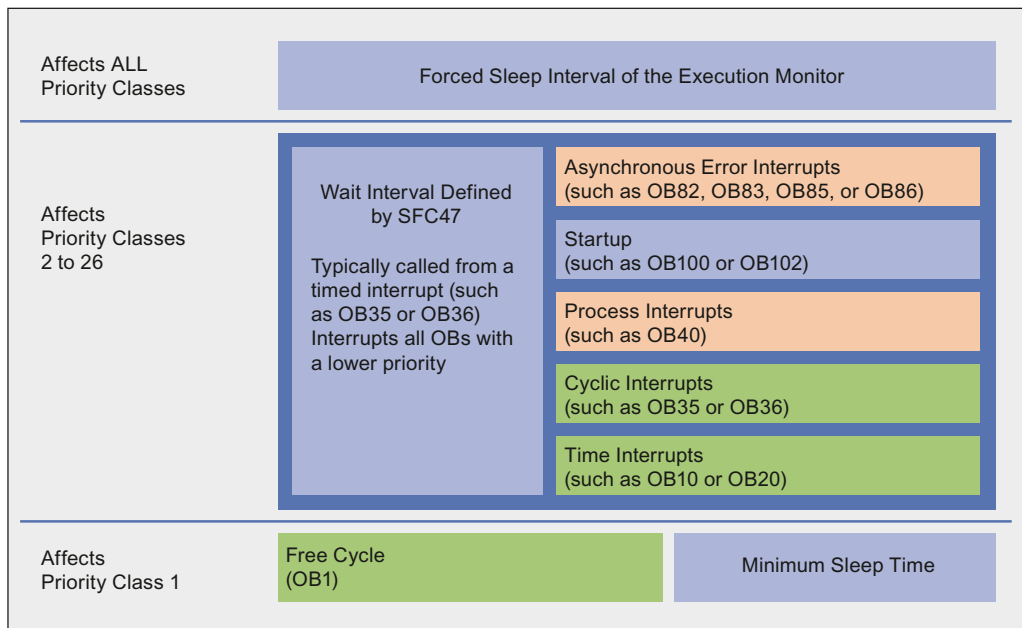 Affects ALL
Priority Classes
Forced Sleep Interval of the Execution Monitor
Affects
Priority Classes
2 to 26
Wait Interval Defined
by SFC47
Typically called from a
timed interrupt (such
as OB35 or OB36)
Interrupts all OBs with
a lower priority
Asynchronous Error Interrupts
(such as OB82, OB83, OB85, or OB86)
Startup
(such as OB100 or OB102)
Process Interrupts
(such as OB40)
Cyclic Interrupts
(such as OB35 or OB36)
Time Interrupts
(such as OB10 or OB20)
Affects
Priority Class 1
Free Cycle
(OB1)
Minimum Sleep Time